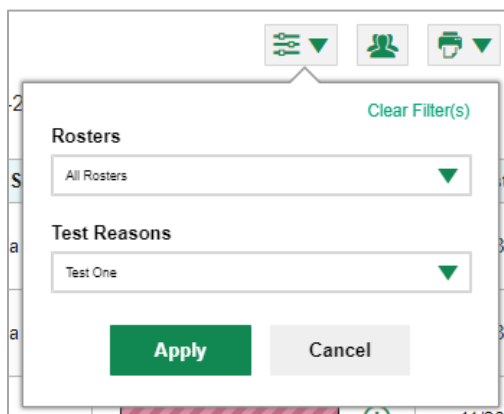 Clear Filter(s)
Rosters
All Rosters
Test Reasons
Test One
Apply
Cancel